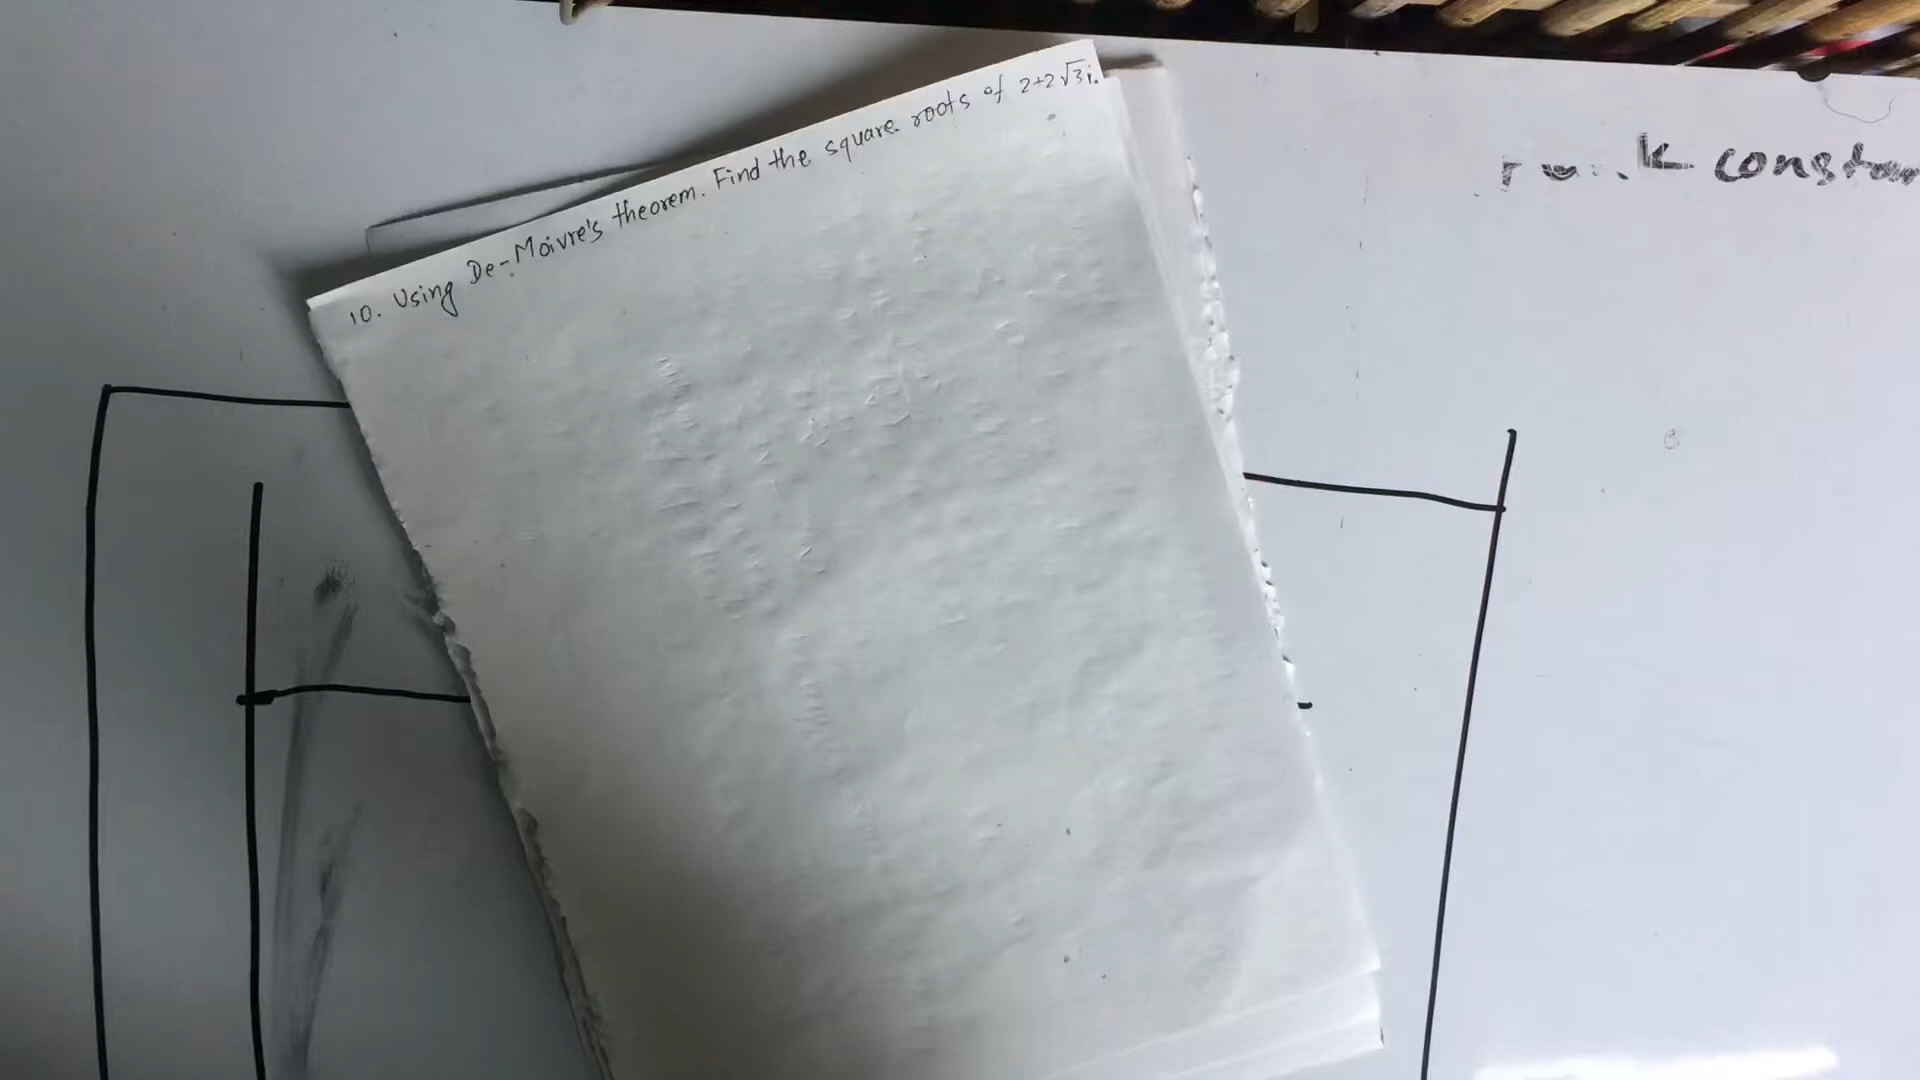 10. Using De-Moivre's theorem. Find the square roots of 2+2√3i.
k constan